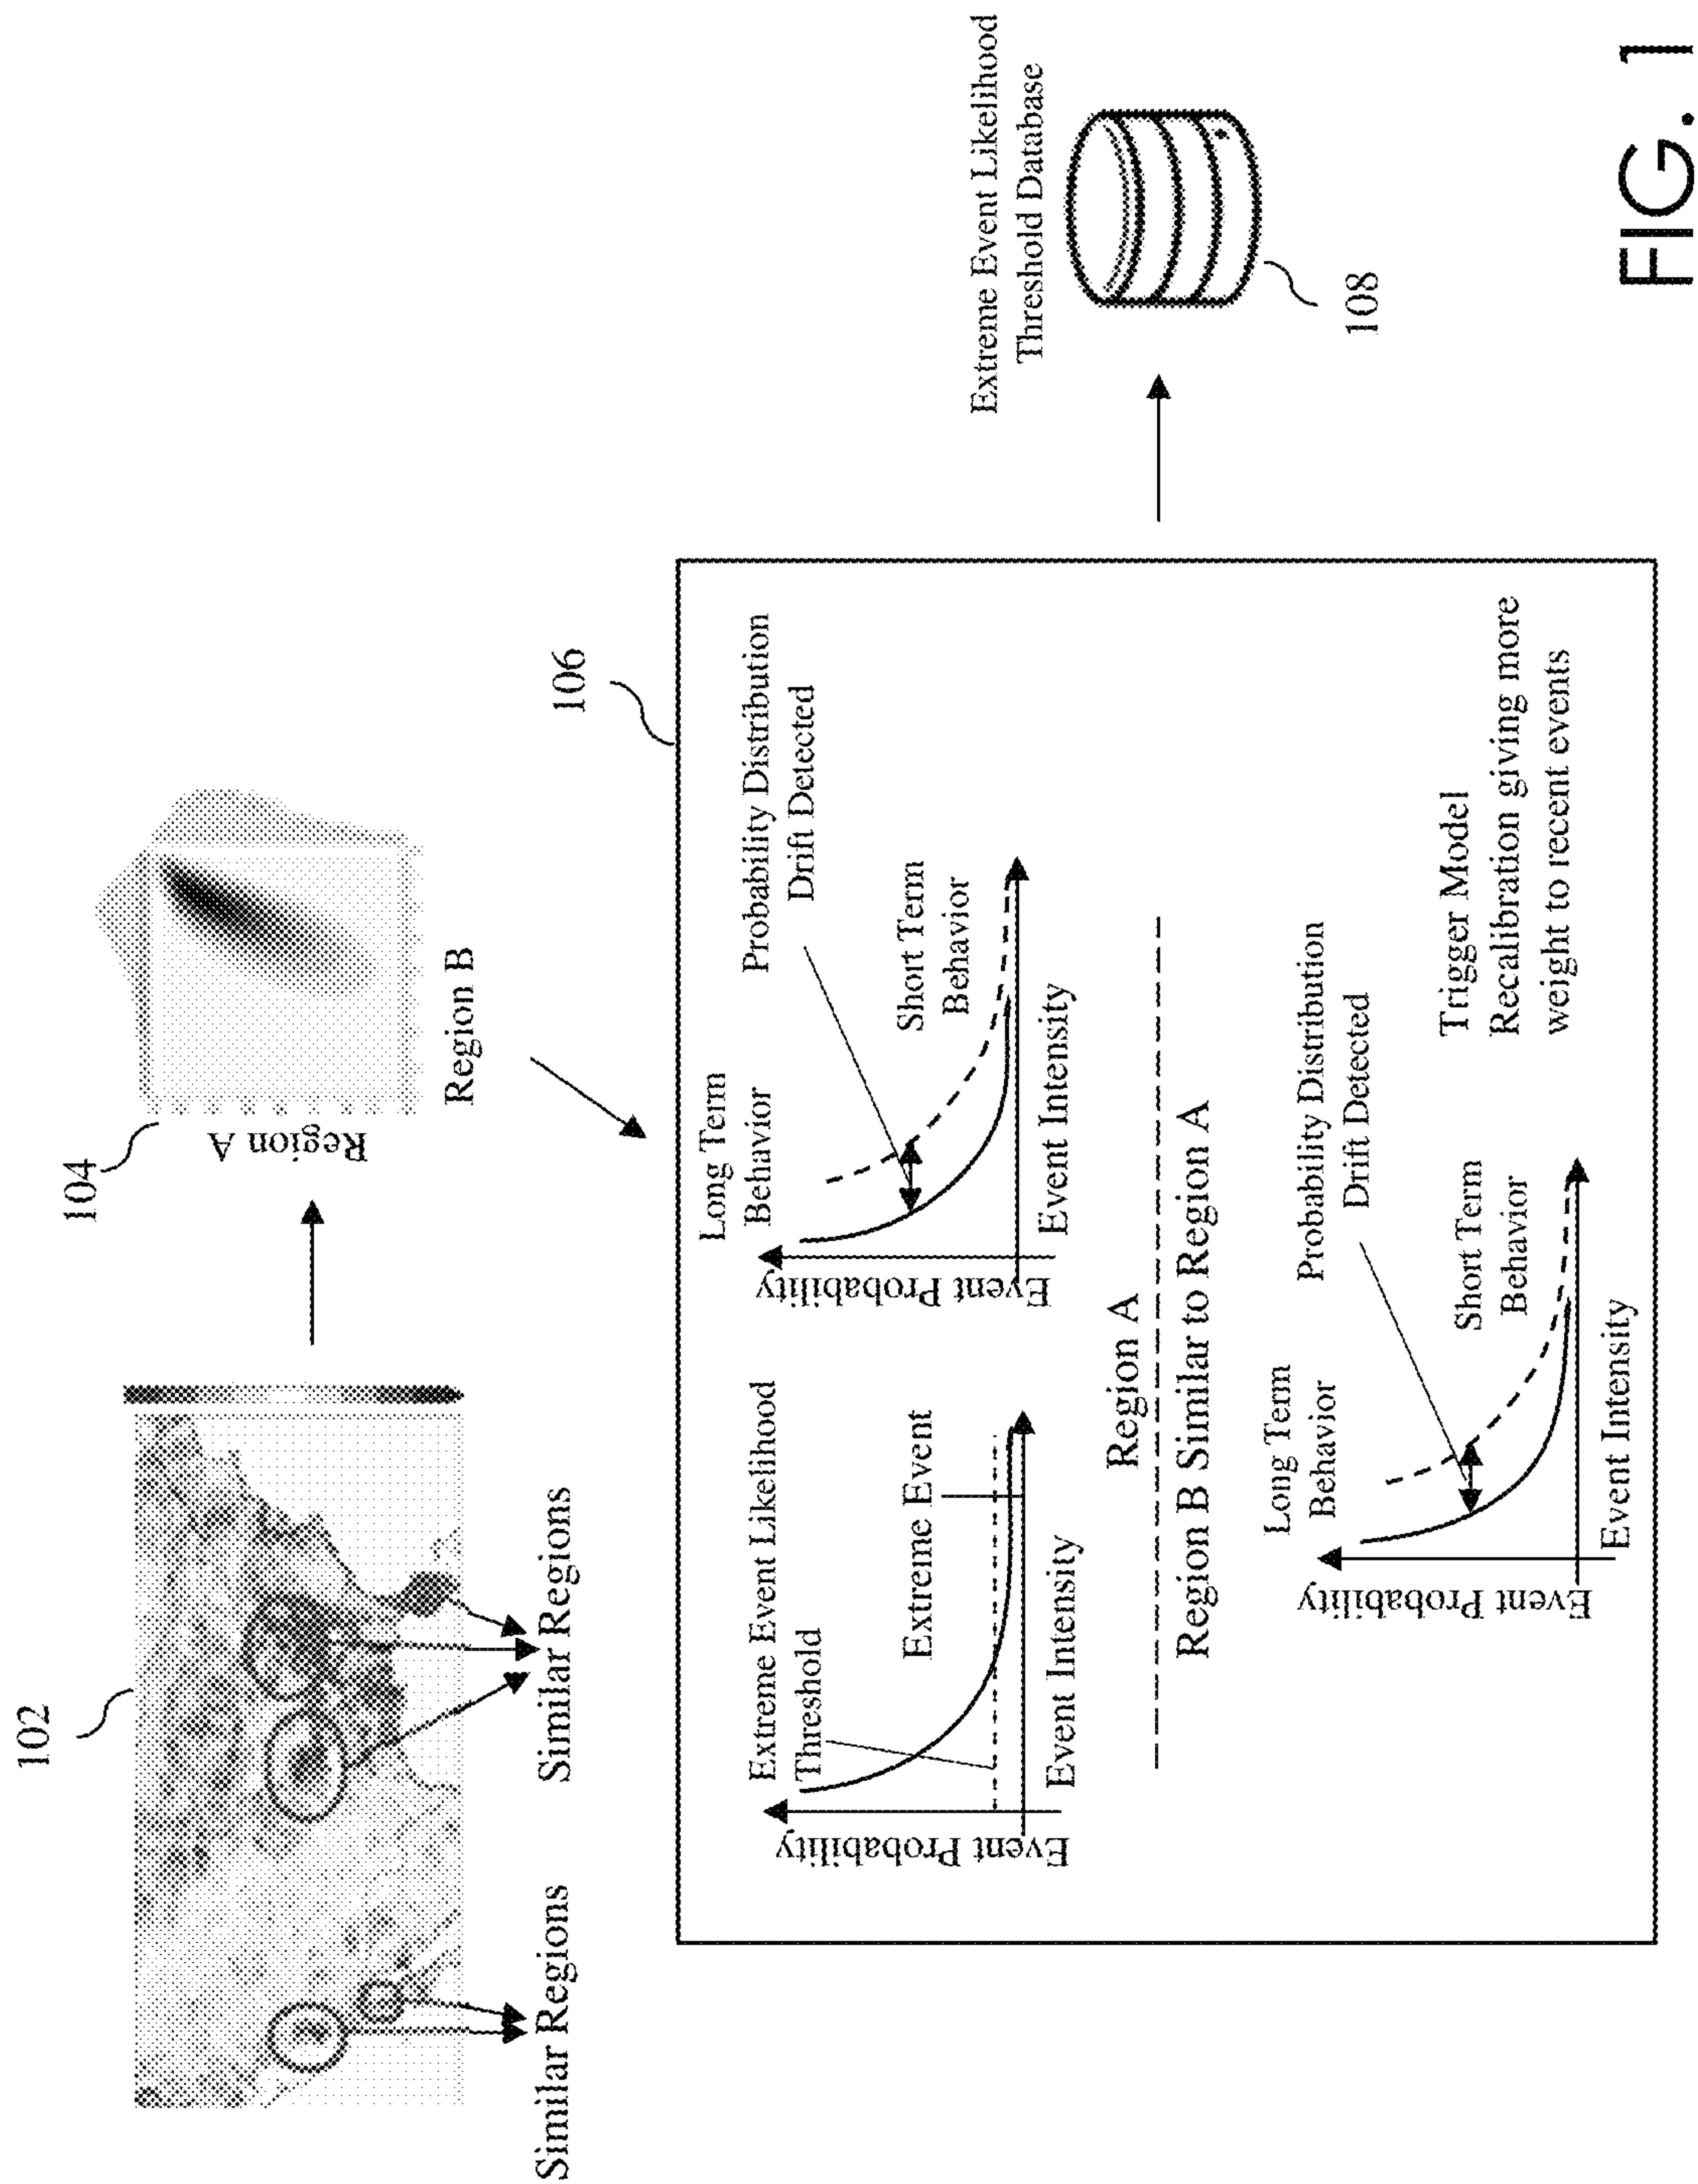 102
Similar Regions
Similar Regions
104
Region A
Region B
106
Extreme Event Likelihood
Threshold
Extreme Event
Event Probability
Event Intensity
Long Term
Behavior
Probability Distribution
Drift Detected
Short Term
Behavior
Event Probability
Event Intensity
Region A
Region B Similar to Region A
Long Term
Behavior
Probability Distribution
Drift Detected
Short Term
Behavior
Event Probability
Event Intensity
Trigger Model
Recalibration giving more
weight to recent events
Extreme Event Likelihood
Threshold Database
108
FIG. 1